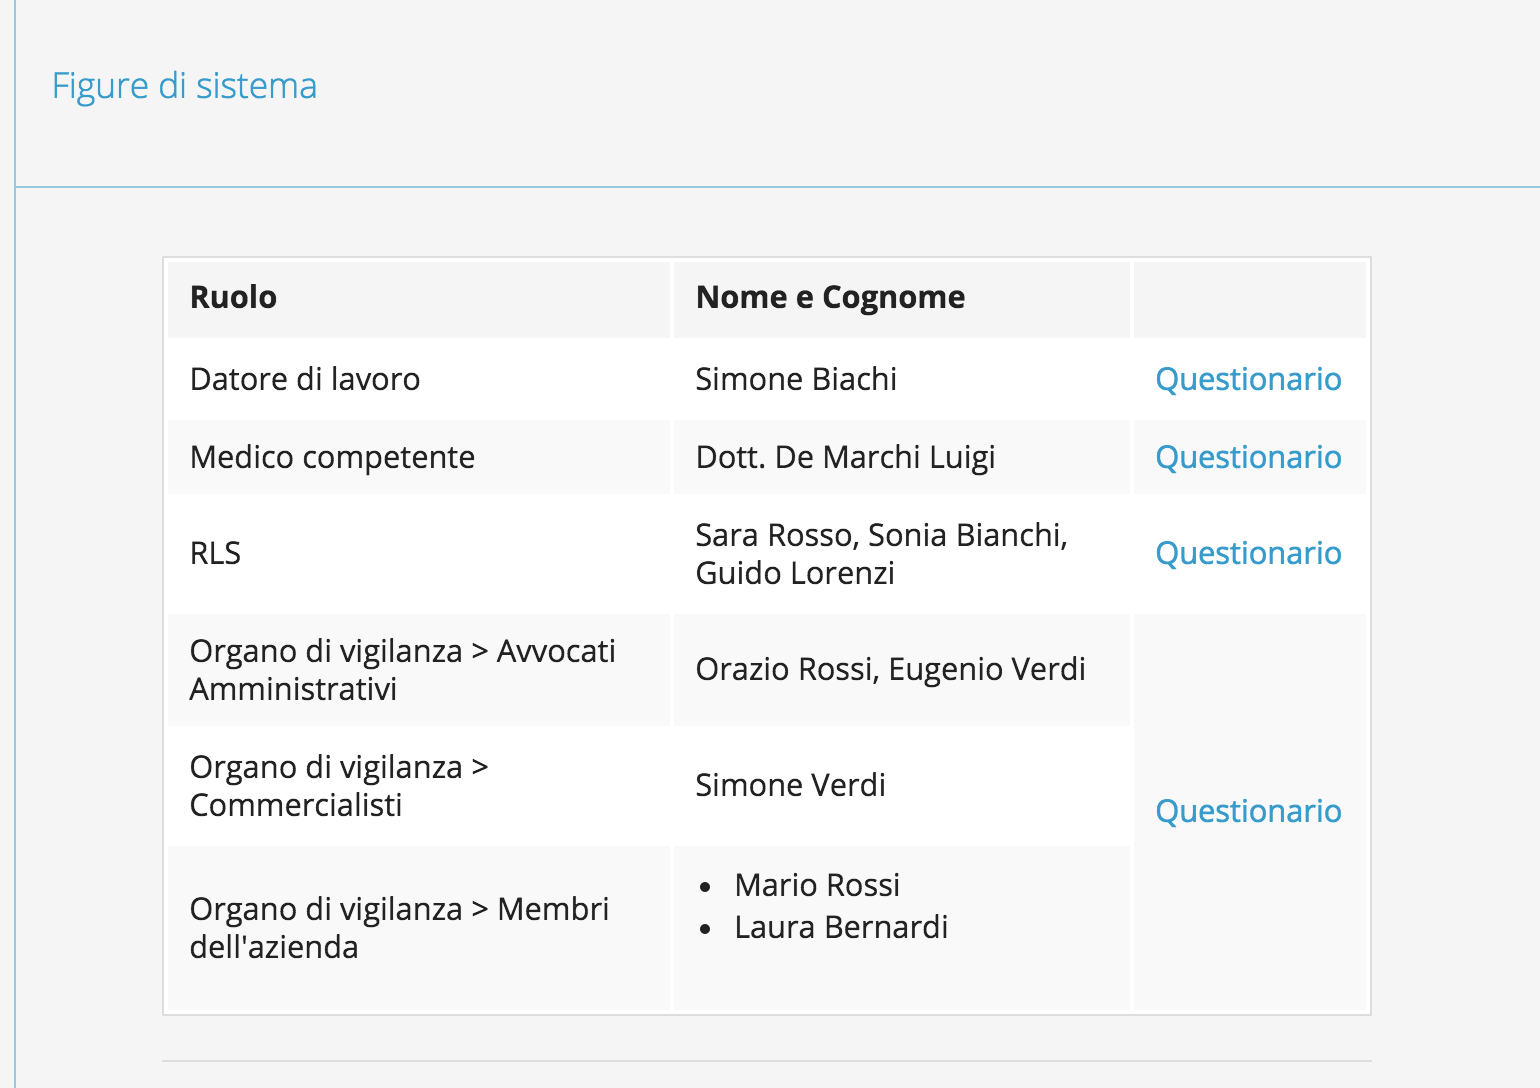 Figure di sistema
Ruolo
Nome e Cognome
Datore di lavoro
Simone Biachi
Questionario
Medico competente
Dott. De Marchi Luigi
Questionario
RLS
Sara Rosso, Sonia Bianchi,
Guido Lorenzi
Questionario
Organo di vigilanza > Avvocati
Amministrativi
Orazio Rossi, Eugenio Verdi
Organo di vigilanza >
Commercialisti
Simone Verdi
Questionario
Organo di vigilanza > Membri
dell'azienda
• Mario Rossi
• Laura Bernardi